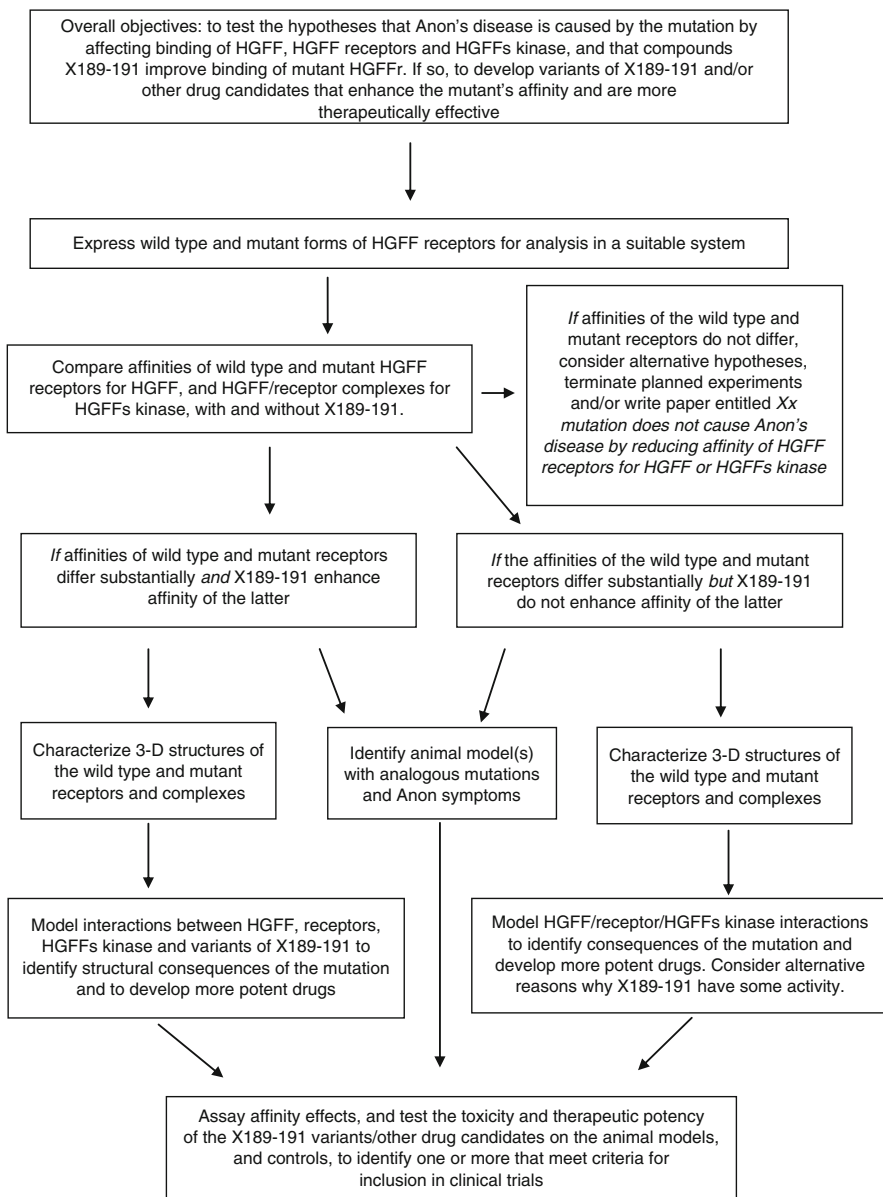 Overall objectives: to test the hypotheses that Anon's disease is caused by the mutation by
affecting binding of HGFF, HGFF receptors and HGFFs kinase, and that compounds
X189-191 improve binding of mutant HGFFr. If so, to develop variants of X189-191 and/or
other drug candidates that enhance the mutant's affinity and are more
therapeutically effective
Express wild type and mutant forms of HGFF receptors for analysis in a suitable system
Compare affinities of wild type and mutant HGFF
receptors for HGFF, and HGFF/receptor complexes for
HGFFs kinase, with and without X189-191.
If affinities of the wild type and
mutant receptors do not differ,
consider alternative hypotheses,
terminate planned experiments
and/or write paper entitled Xx
mutation does not cause Anon's
disease by reducing affinity of HGFF
receptors for HGFF or HGFFs kinase
If affinities of wild type and mutant receptors
differ substantially and X189-191 enhance
affinity of the latter
If the affinities of the wild type and mutant
receptors differ substantially but X189-191
do not enhance affinity of the latter
Characterize 3-D structures of
the wild type and mutant
receptors and complexes
Identify animal model(s)
with analogous mutations
and Anon symptoms
Characterize 3-D structures of
the wild type and mutant
receptors and complexes
Model interactions between HGFF, receptors,
HGFFs kinase and variants of X189-191 to
identify structural consequences of the mutation
and to develop more potent drugs
Model HGFF/receptor/HGFFs kinase interactions
to identify consequences of the mutation and
develop more potent drugs. Consider alternative
reasons why X189-191 have some activity.
Assay affinity effects, and test the toxicity and therapeutic potency
of the X189-191 variants/other drug candidates on the animal models,
and controls, to identify one or more that meet criteria for
inclusion in clinical trials